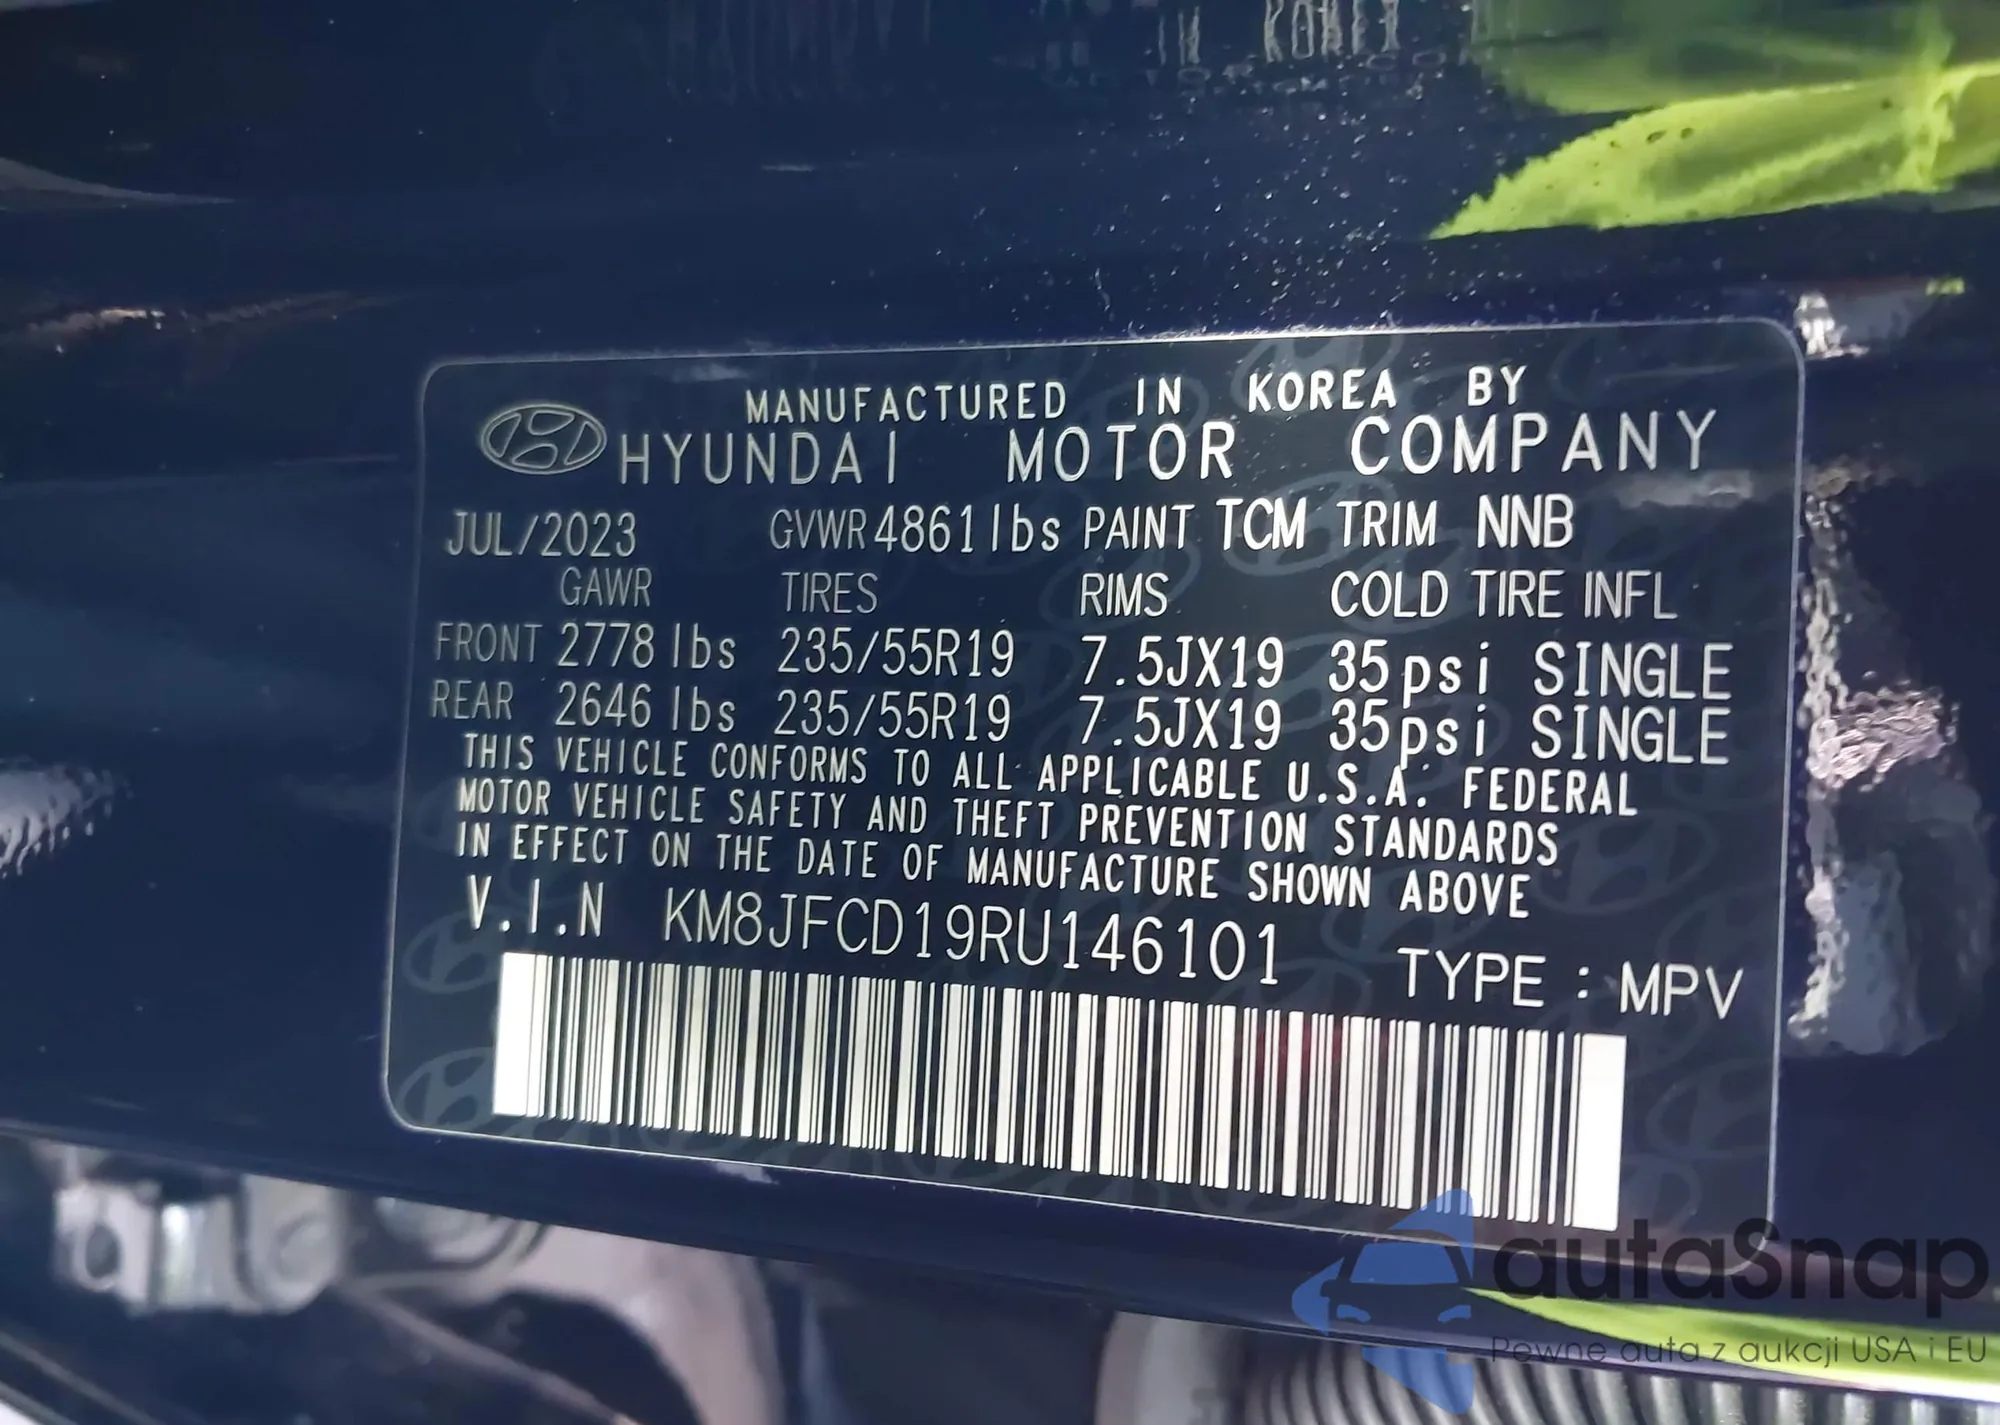 MANUFACTURED IN KOREA BY
HYUNDAI MOTOR COMPANY
JUL/2023 GVWR 4861 lbs PAINT TCM TRIM NNB
GAWR TIRES RIMS COLD TIRE INFL
FRONT 2778 lbs 235/55R19 7.5JX19 35psi SINGLE
REAR 2646 lbs 235/55R19 7.5JX19 35psi SINGLE
THIS VEHICLE CONFORMS TO ALL APPLICABLE U.S.A. FEDERAL
MOTOR VEHICLE SAFETY AND THEFT PREVENTION STANDARDS
IN EFFECT ON THE DATE OF MANUFACTURE SHOWN ABOVE
V.I.N KM8JFCD19RU146101 TYPE : MPV
autaSnap
Pewne auta z aukcji USA i EU